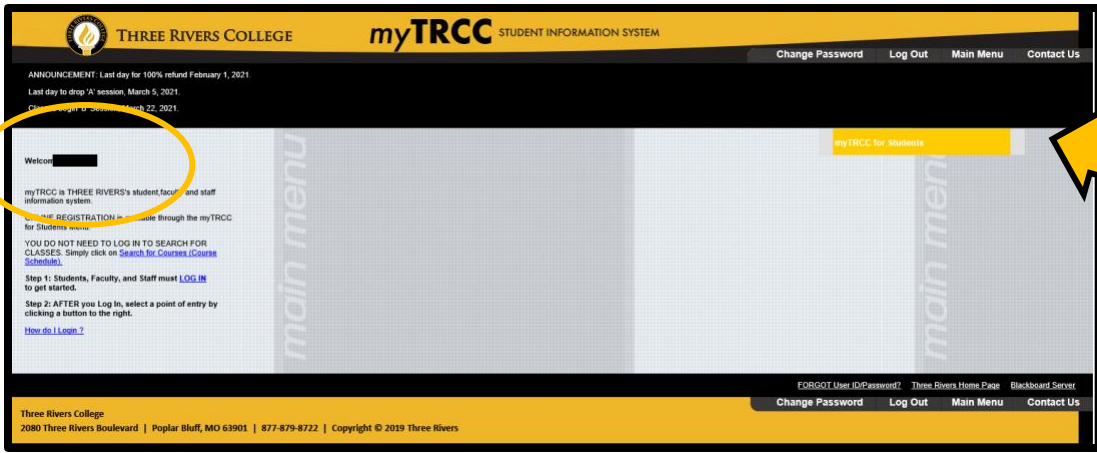 THREE RIVERS COLLEGE
myTRCC STUDENT INFORMATION SYSTEM
Change Password Log Out Main Menu Contact Us
ANNOUNCEMENT: Last day for 100% refund February 1, 2021.
Last day to drop 'A' session, March 5, 2021.
Begin 'B' Session, March 22, 2021.
myTRCC for Students
main menu
main menu
myTRCC is THREE RIVERS's student,faculty and staff
information system.
REGISTRATION is through the myTRCC
for Students Menu.
YOU DO NOT NEED TO LOG IN TO SEARCH FOR
CLASSES. Simply click on Search for Courses (Course
Schedule).
Step 1: Students, Faculty, and Staff must LOG IN
to get started.
Step 2: AFTER you Log In, select a point of entry by
clicking a button to the right.
How do I Login ?
FORGOT User ID/Password? Three Rivers Home Page Blackboard Server
Change Password Log Out Main Menu Contact Us
Three Rivers College
2080 Three Rivers Boulevard | Poplar Bluff, MO 63901 | 877-879-8722 | Copyright © 2019 Three Rivers